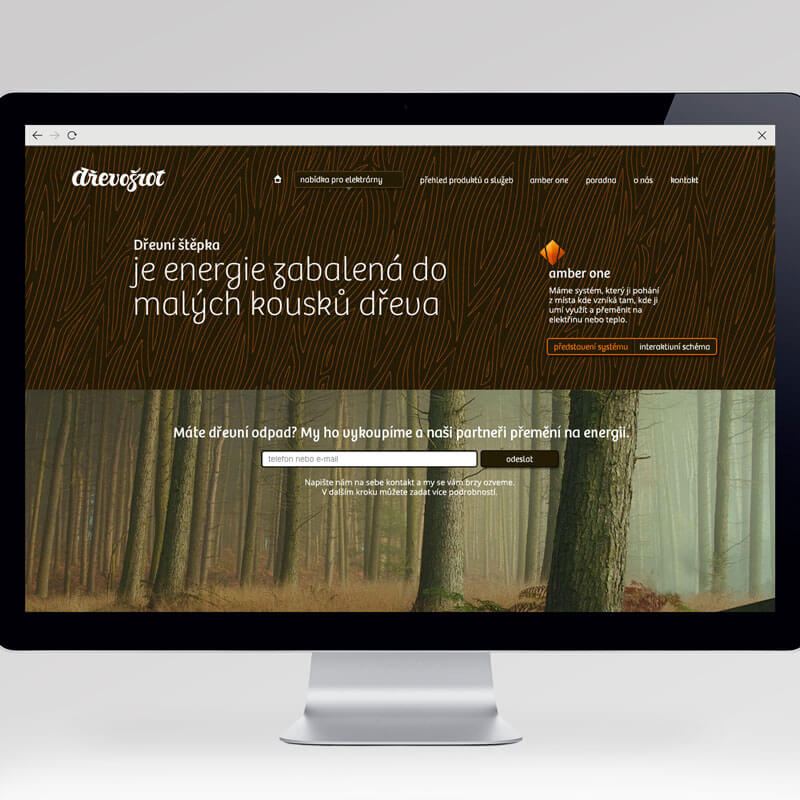 dřevošrot
nabídka pro elektrárny
přehled produktů a služeb
amber one
poradna
o nás
kontakt
Dřevní štěpka
je energie zabalená do
malých kousků dřeva
amber one
Máme systém, který ji pohání
z místa kde vzniká tam, kde ji
umí využít a přeměnit na
elektřinu nebo teplo.
představení systému
interaktivní schéma
Máte dřevní odpad? My ho vykoupíme a naši partneři přemění na energii.
telefon nebo e-mail
odeslat
Napište nám na sebe kontakt a my se vám brzy ozveme.
V dalším kroku můžete zadat více podrobností.